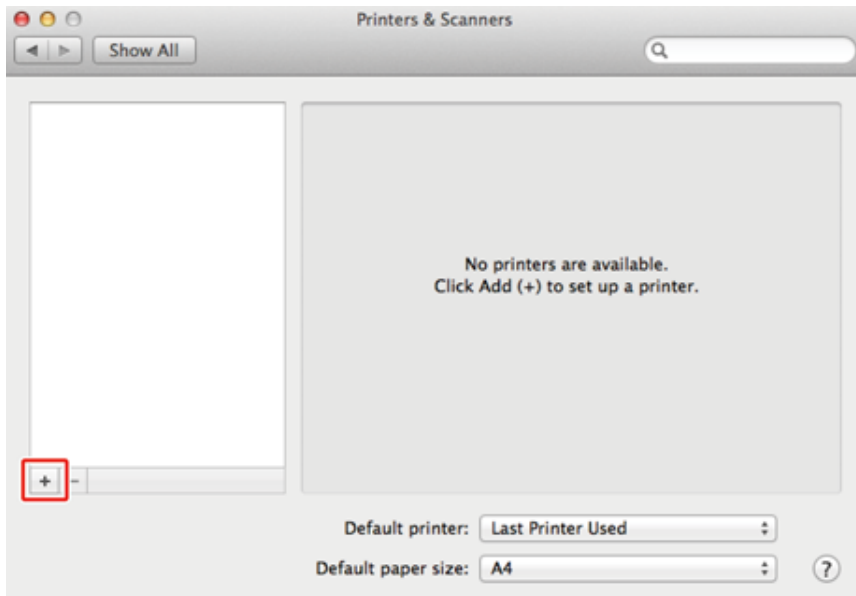 Printers & Scanners
Show All
No printers are available.
Click Add (+) to set up a printer.
+ -
Default printer: Last Printer Used
Default paper size: A4 ?